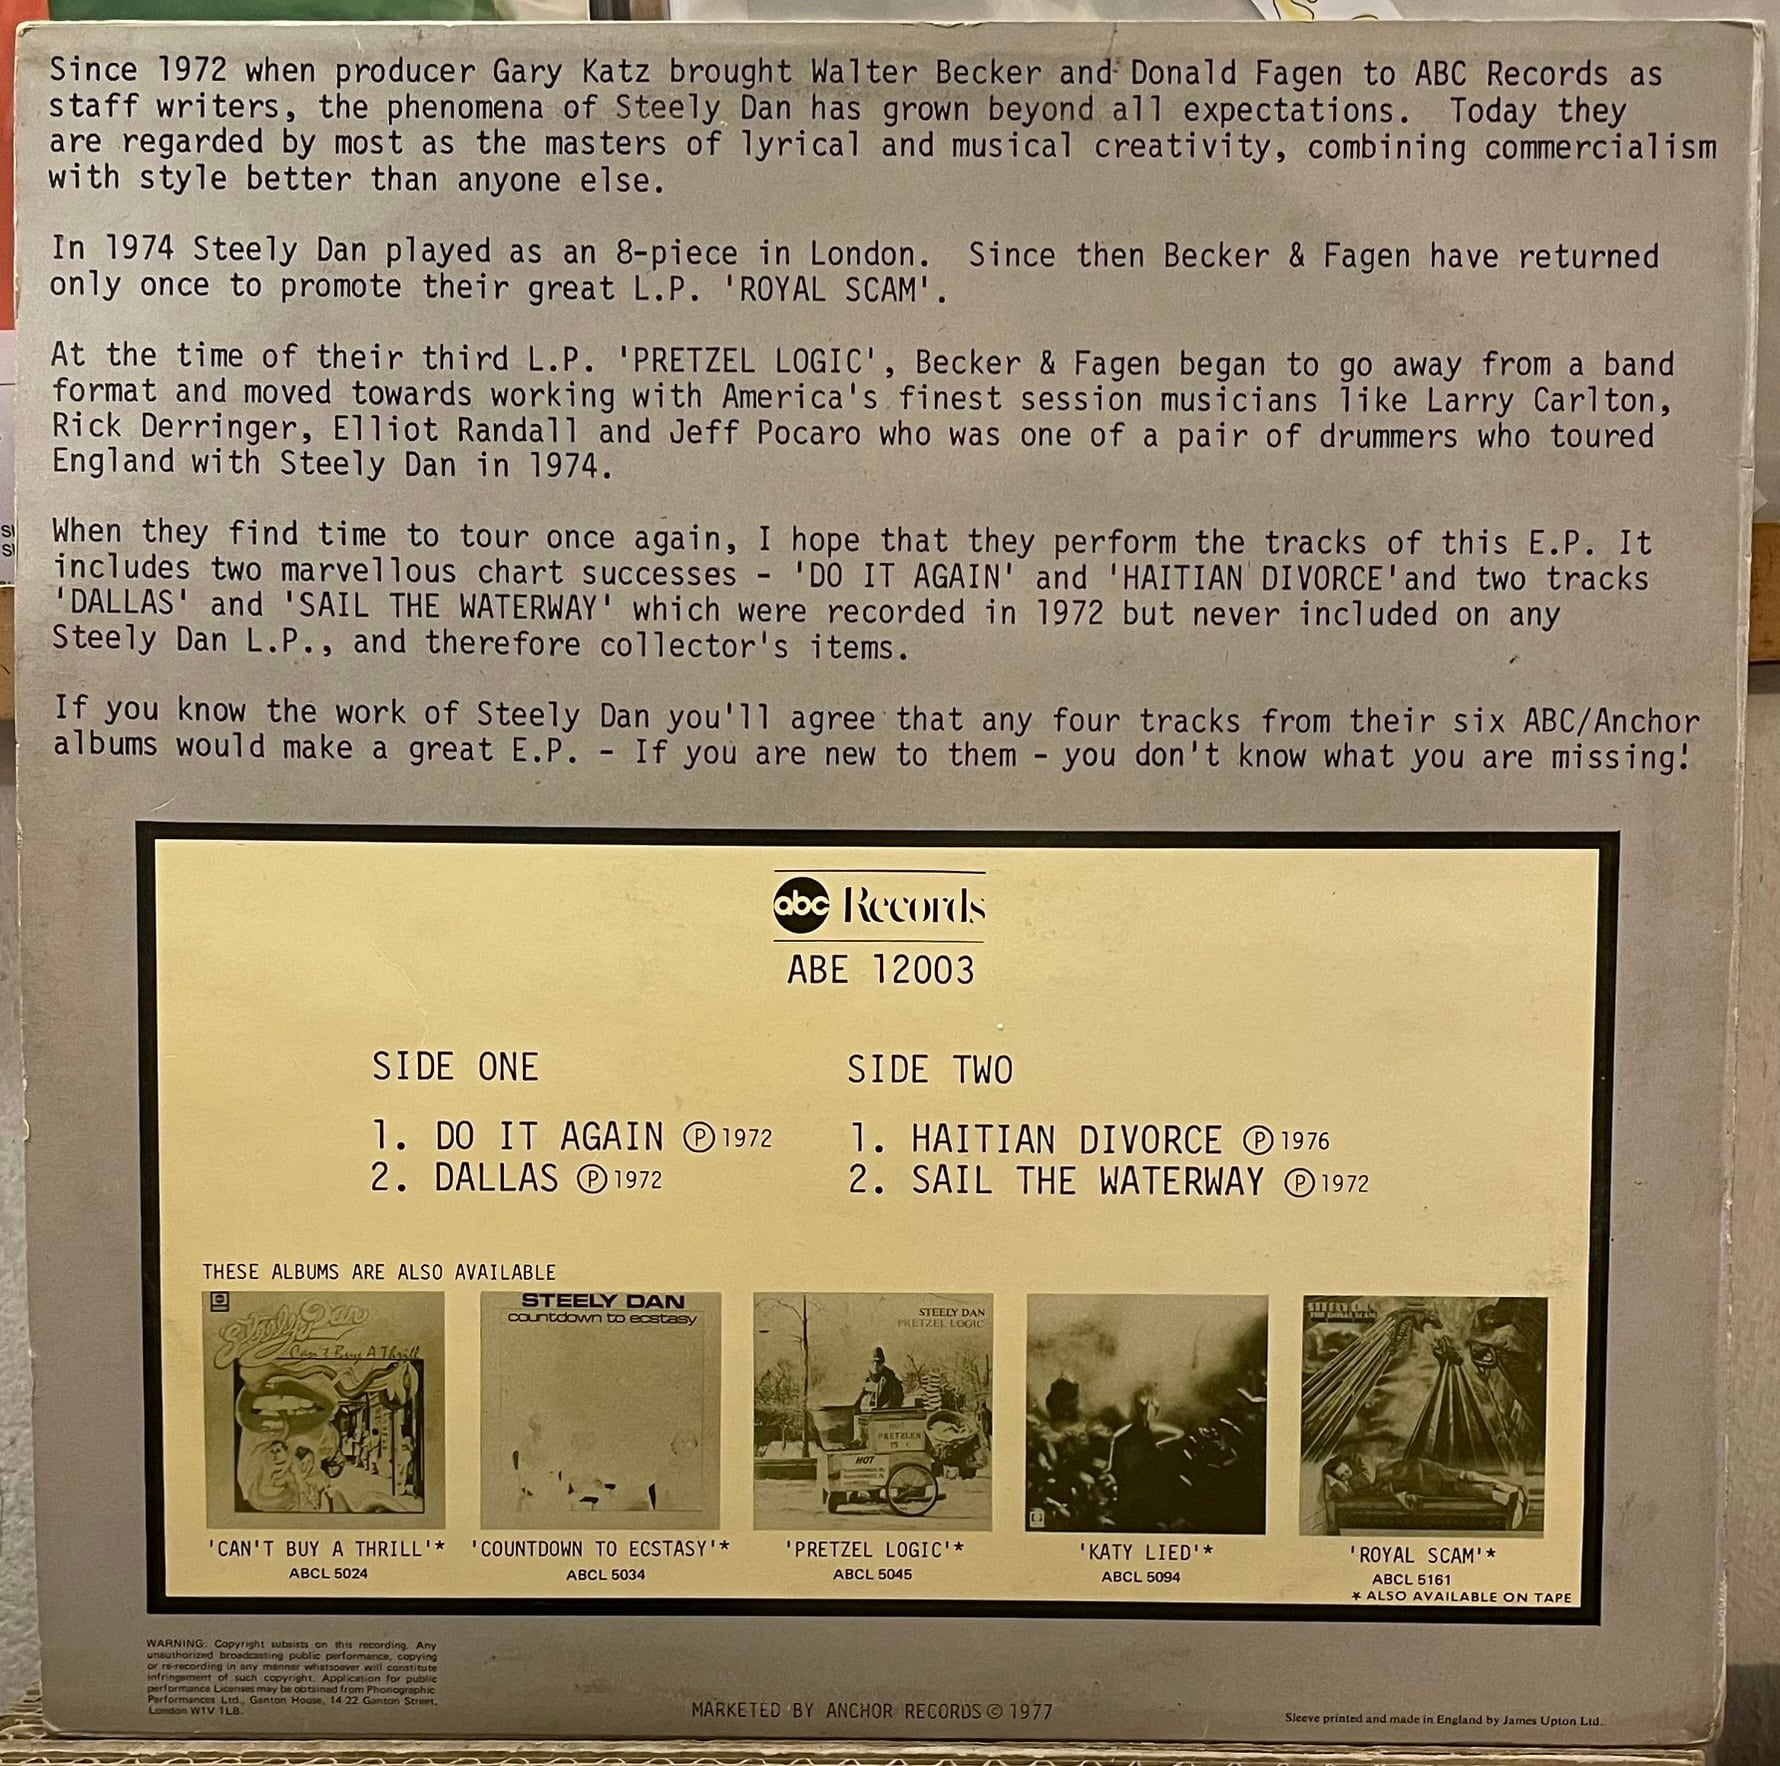 Since 1972 when producer Gary Katz brought Walter Becker and Donald Fagen to ABC Records as
staff writers, the phenomena of Steely Dan has grown beyond all expectations. Today they
are regarded by most as the masters of lyrical and musical creativity, combining commercialism
with style better than anyone else.
In 1974 Steely Dan played as an 8-piece in London. Since then Becker & Fagen have returned
only once to promote their great L.P. 'ROYAL SCAM'.
At the time of their third L.P. 'PRETZEL LOGIC', Becker & Fagen began to go away from a band
format and moved towards working with America's finest session musicians like Larry Carlton,
Rick Derringer, Elliot Randall and Jeff Pocaro who was one of a pair of drummers who toured
England with Steely Dan in 1974.
When they find time to tour once again, I hope that they perform the tracks of this E.P. It
includes two marvellous chart successes - 'DO IT AGAIN' and 'HAITIAN DIVORCE'and two tracks
'DALLAS' and 'SAIL THE WATERWAY' which were recorded in 1972 but never included on any
Steely Dan L.P., and therefore collector's items.
If you know the work of Steely Dan you'll agree that any four tracks from their six ABC/Anchor
albums would make a great E.P. - If you are new to them - you don't know what you are missing!
abc Records
ABE 12003
SIDE ONE
1. DO IT AGAIN Ⓟ 1972
2. DALLAS Ⓟ 1972
SIDE TWO
1. HAITIAN DIVORCE Ⓟ 1976
2. SAIL THE WATERWAY Ⓟ 1972
THESE ALBUMS ARE ALSO AVAILABLE
Steely Dan
Can't Buy A Thrill
STEELY DAN
countdown to ecstasy
STEELY DAN
PRETZEL LOGIC
PRETZELS
HOT
STEELY DAN
THE ROYAL SCAM
'CAN'T BUY A THRILL'*
ABCL 5024
'COUNTDOWN TO ECSTASY'*
ABCL 5034
'PRETZEL LOGIC'*
ABCL 5045
'KATY LIED'*
ABCL 5094
'ROYAL SCAM'*
ABCL 5161
* ALSO AVAILABLE ON TAPE
WARNING: Copyright subsists on this recording. Any
unauthorized broadcasting public performance, copying
or re-recording in any manner whatsoever will constitute
infringement of such copyright. Application for public
performance Licenses may be obtained from Phonographic
Performances Ltd., Ganton House, 14-22 Ganton Street,
London W1V 1LB.
MARKETED BY ANCHOR RECORDS © 1977
Sleeve printed and made in England by James Upton Ltd.